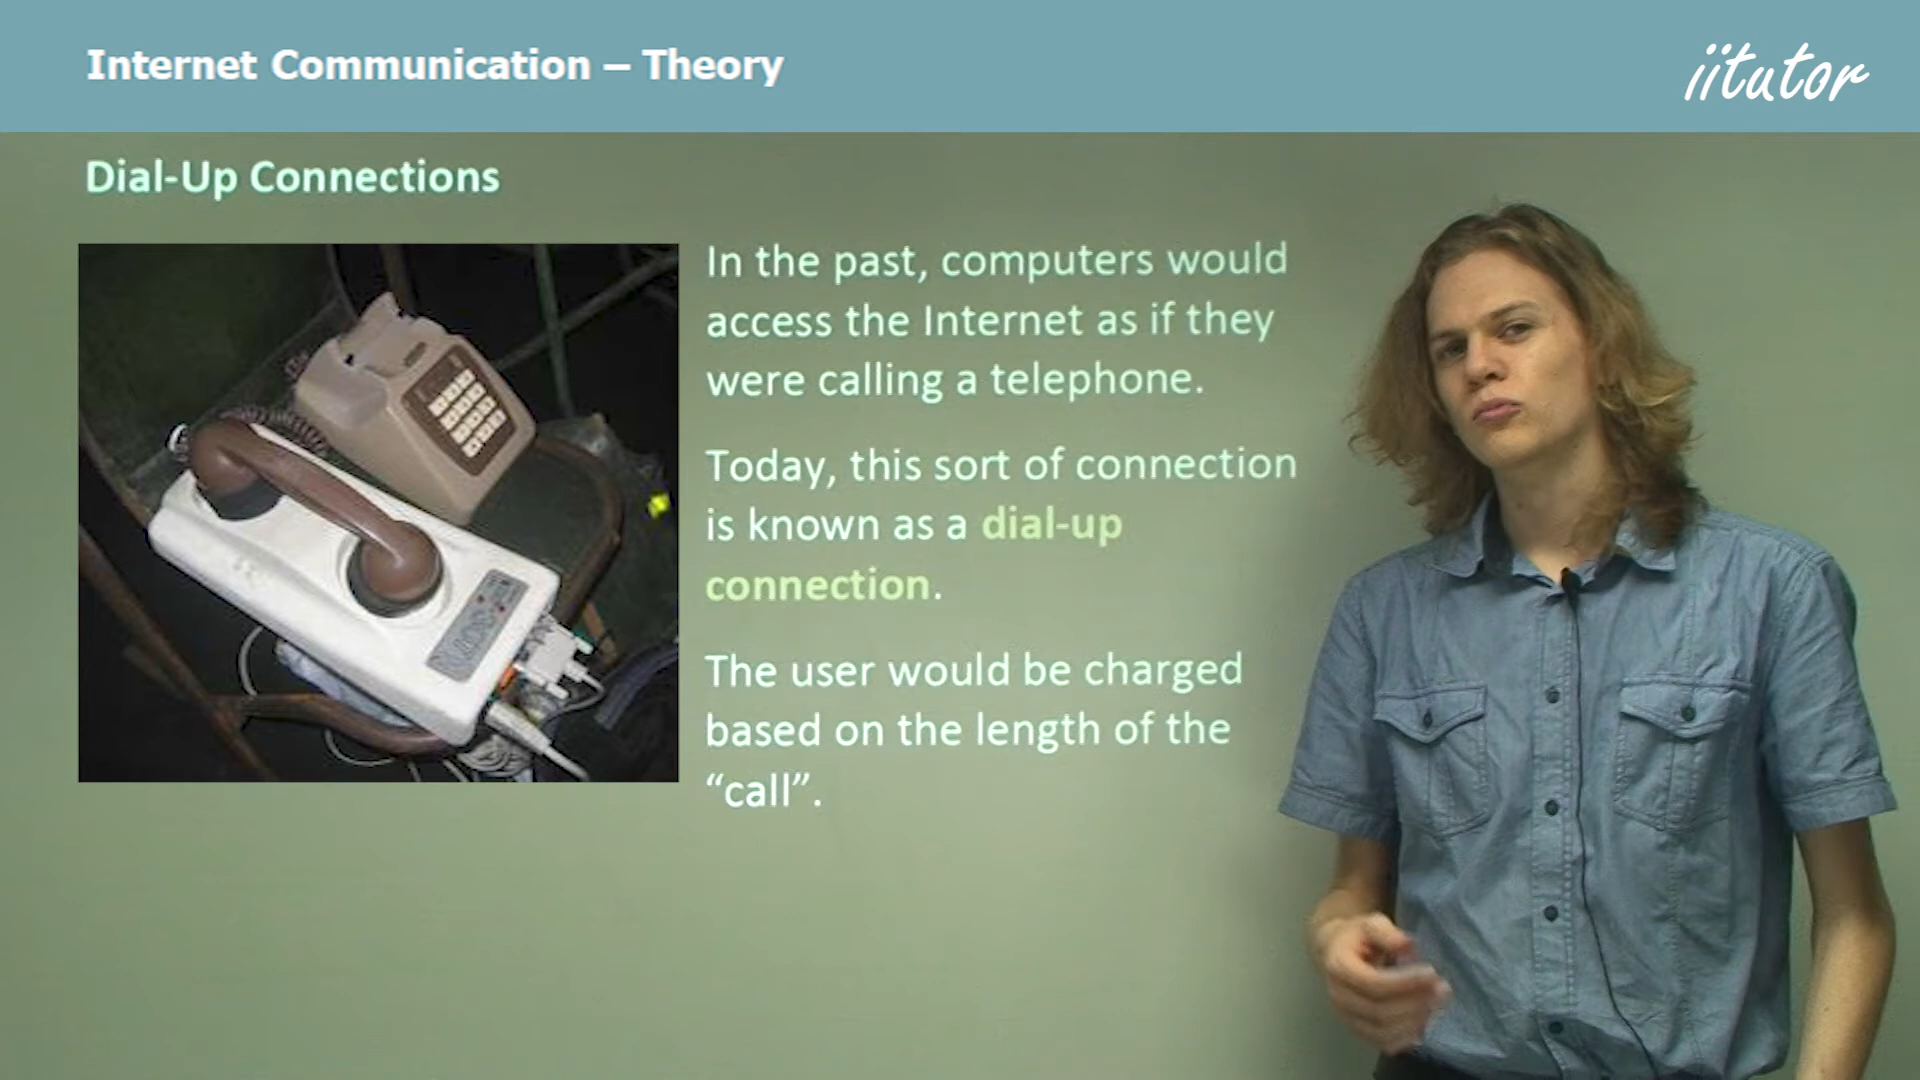 Internet Communication – Theory
iitutor
Dial-Up Connections
In the past, computers would
access the Internet as if they
were calling a telephone.
Today, this sort of connection
is known as a dial-up
connection.
The user would be charged
based on the length of the
“call”.